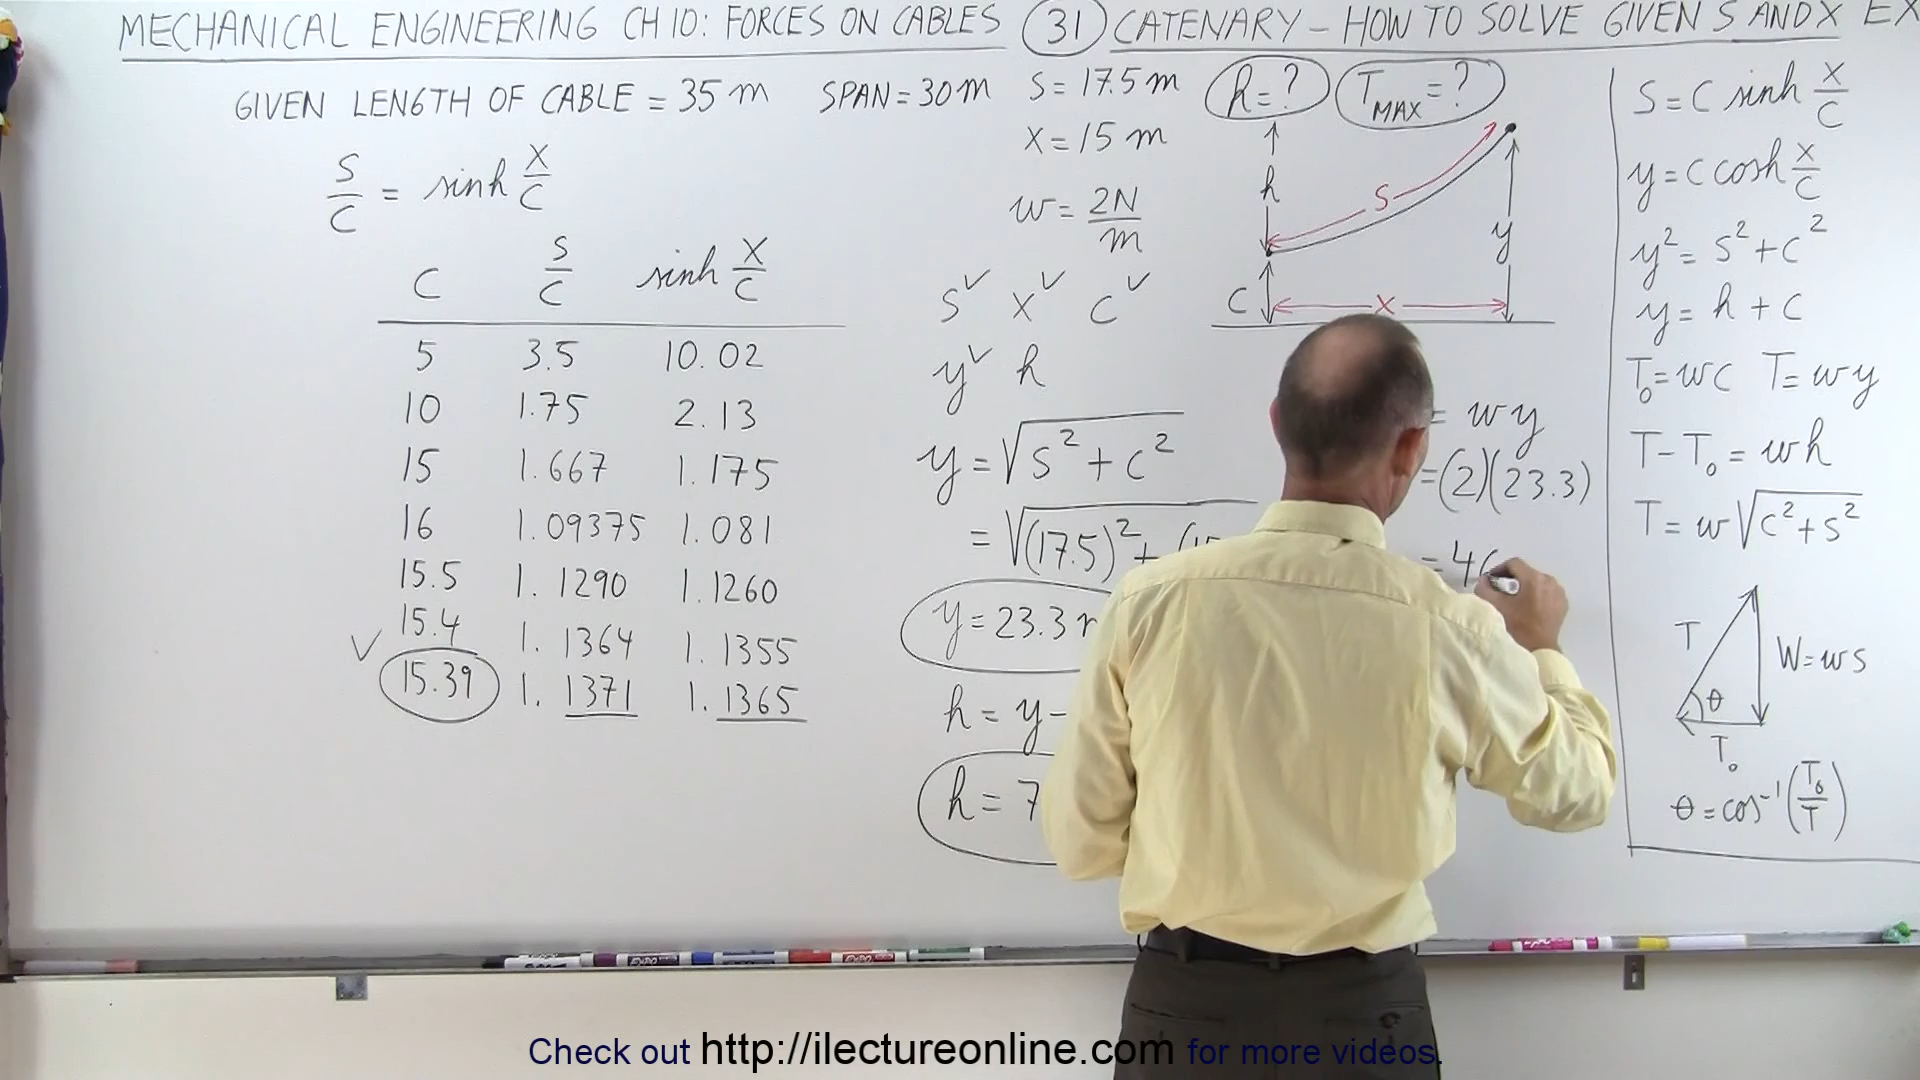 MECHANICAL ENGINEERING CH 10: FORCES ON CABLES (31) CATENARY – HOW TO SOLVE GIVEN S AND X EX
GIVEN LENGTH OF CABLE = 35 m SPAN = 30 m
S = 17.5 m
X = 15 m
w = 2N/m
h = ?
T_MAX = ?
S/C = sinh X/C
C S/C sinh X/C
5 3.5 10.02
10 1.75 2.13
15 1.667 1.175
16 1.09375 1.081
15.5 1.1290 1.1260
15.4 1.1364 1.1355
✓ 15.39 1.1371 1.1365
S✓ X✓ C✓
y✓ h
y = √(S² + C²)
= √((17.5)² +
y = 23.3
h = y –
h = 7
h
S
y
C
X
= wy
= (2)(23.3)
= 46
S = C sinh X/C
y = C cosh X/C
y² = S² + C²
y = h + C
T₀ = wC T = wy
T – T₀ = wh
T = w√(C² + S²)
T
W = wS
θ
T₀
θ = cos⁻¹(T₀/T)
EXPO
EXPO
Check out http://ilectureonline.com for more videos.